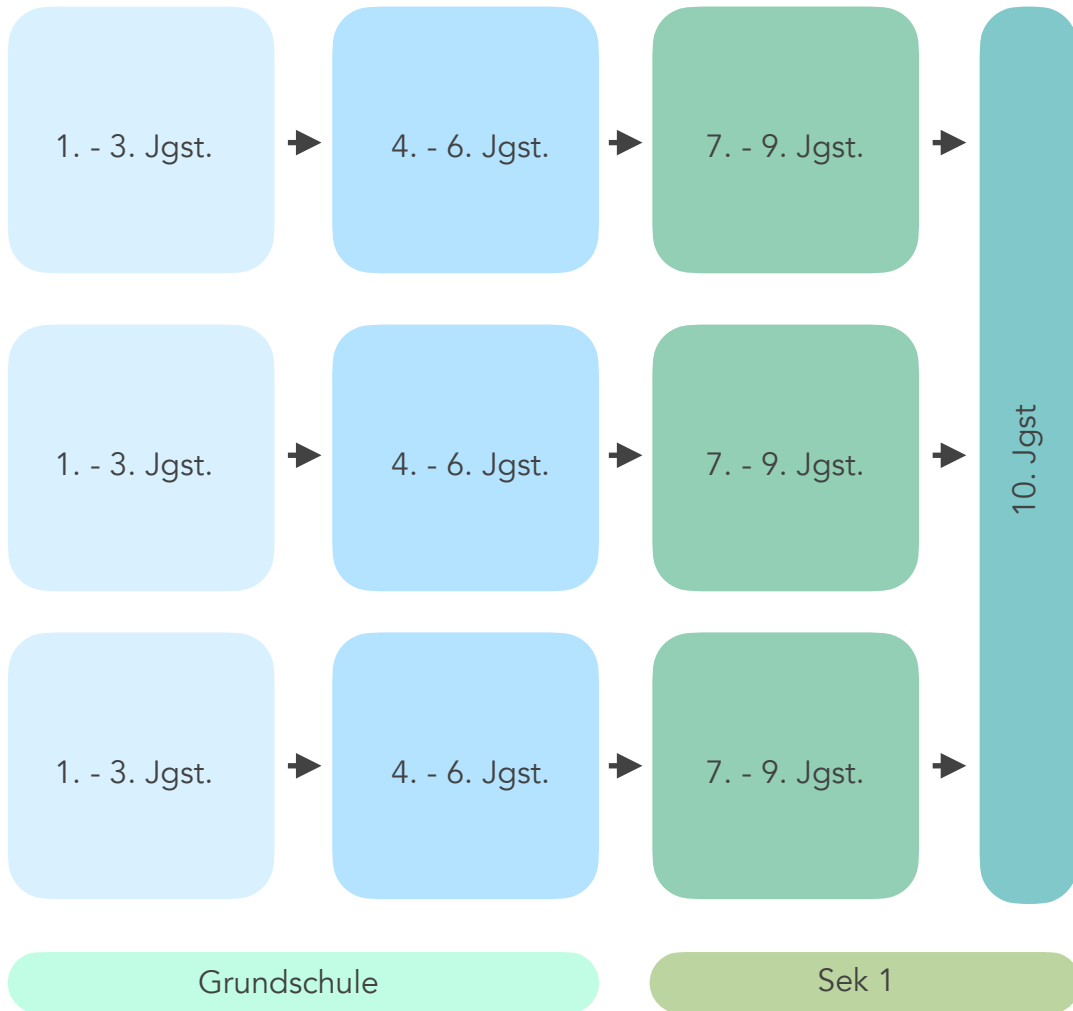 1. - 3. Jgst.
4. - 6. Jgst.
7. - 9. Jgst.
1. - 3. Jgst.
4. - 6. Jgst.
7. - 9. Jgst.
10. Jgst
1. - 3. Jgst.
4. - 6. Jgst.
7. - 9. Jgst.
Grundschule
Sek 1